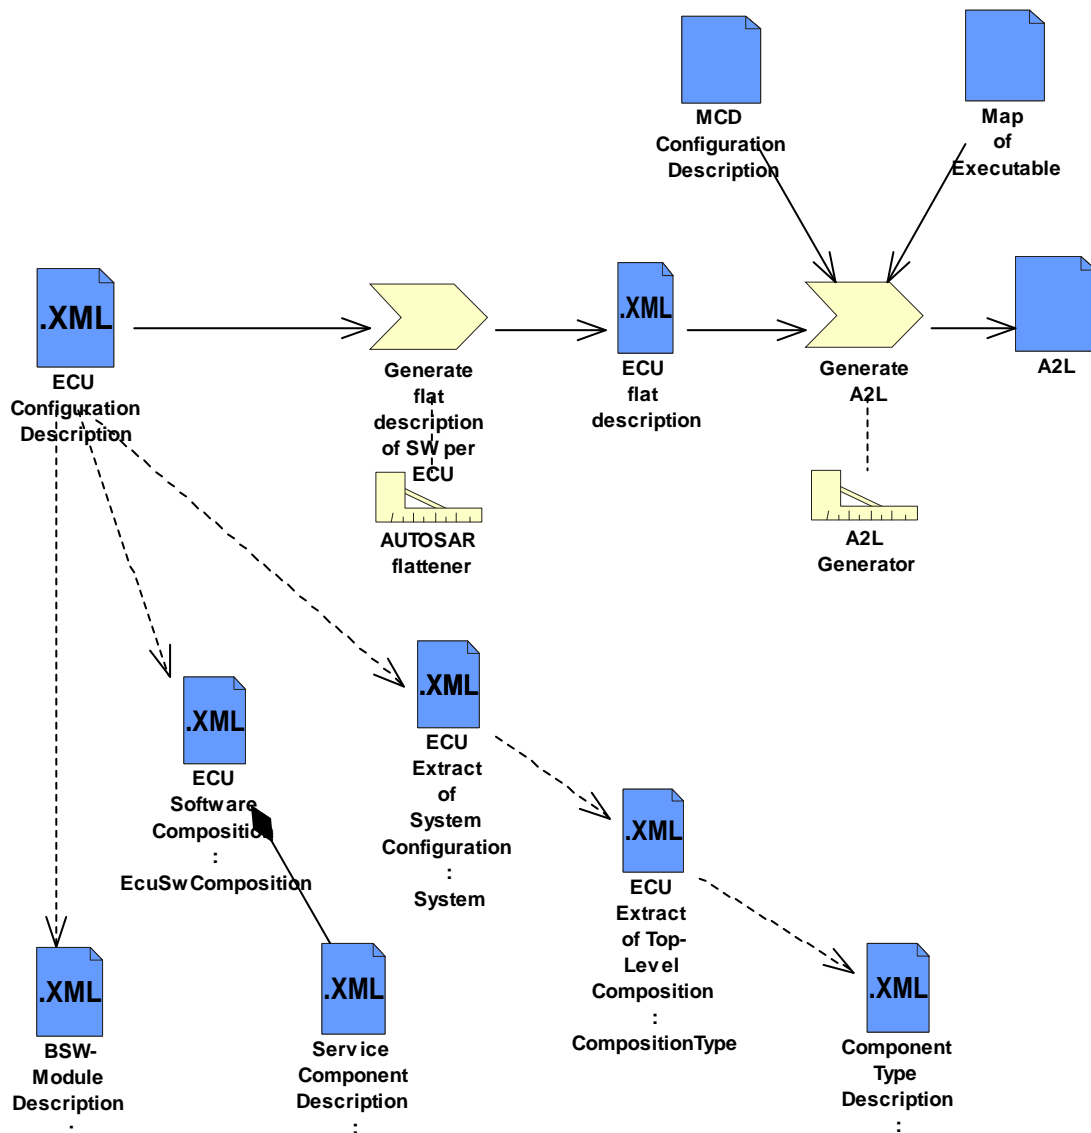 MCD
Configuration
Description
Map
of
Executable
.XML
ECU
Configuration
Description
Generate
flat
description
of SW per
ECU
.XML
ECU
flat
description
Generate
A2L
A2L
AUTOSAR
flattener
A2L
Generator
.XML
ECU
Software
Composition
:
EcuSwComposition
.XML
ECU
Extract
of
System
Configuration
:
System
.XML
ECU
Extract
of Top-
Level
Composition
:
CompositionType
.XML
BSW-
Module
Description
:
.XML
Service
Component
Description
:
.XML
Component
Type
Description
: